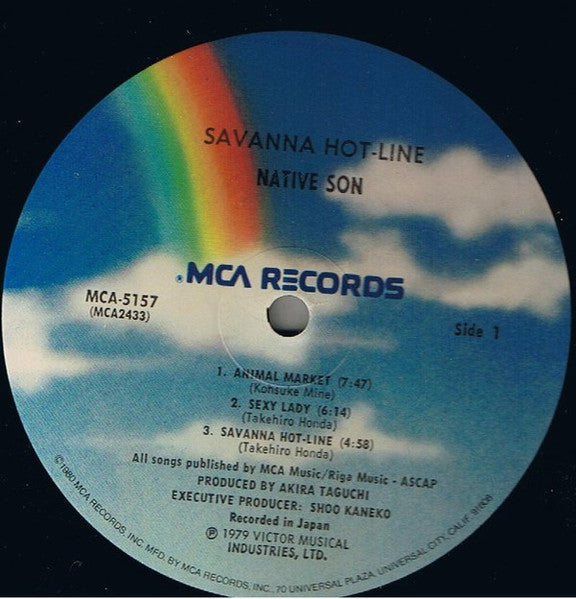 SAVANNA HOT-LINE
NATIVE SON
®MCA RECORDS
MCA-5157
(MCA2433)
Side 1
1. ANIMAL MARKET (7:47)
(Kohsuke Mine)
2. SEXY LADY (6:14)
(Takehiro Honda)
3. SAVANNA HOT-LINE (4:58)
(Takehiro Honda)
All songs published by MCA Music/Riga Music - ASCAP
PRODUCED BY AKIRA TAGUCHI
EXECUTIVE PRODUCER: SHOO KANEKO
Recorded in Japan
℗ 1979 VICTOR MUSICAL
INDUSTRIES, LTD.
©1980 MCA RECORDS, INC. MFD. BY MCA RECORDS, INC., 70 UNIVERSAL PLAZA, UNIVERSAL CITY, CALIF. 91608